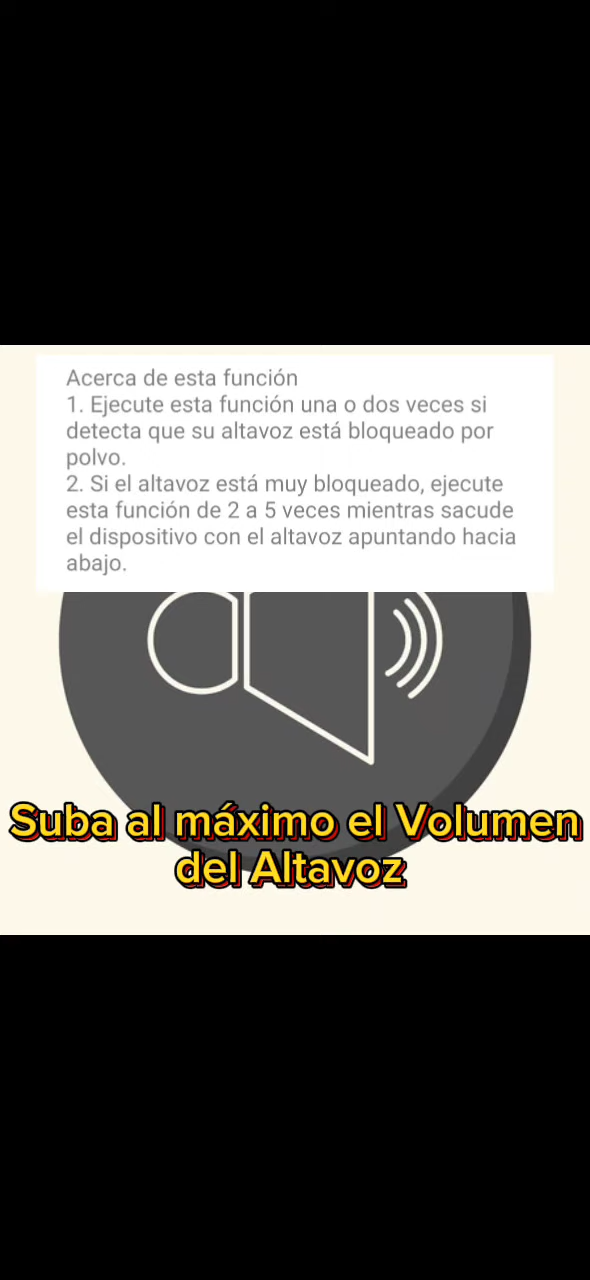 Acerca de esta función
1. Ejecute esta función una o dos veces si
detecta que su altavoz está bloqueado por
polvo.
2. Si el altavoz está muy bloqueado, ejecute
esta función de 2 a 5 veces mientras sacude
el dispositivo con el altavoz apuntando hacia
abajo.
Suba al máximo el Volumen
del Altavoz